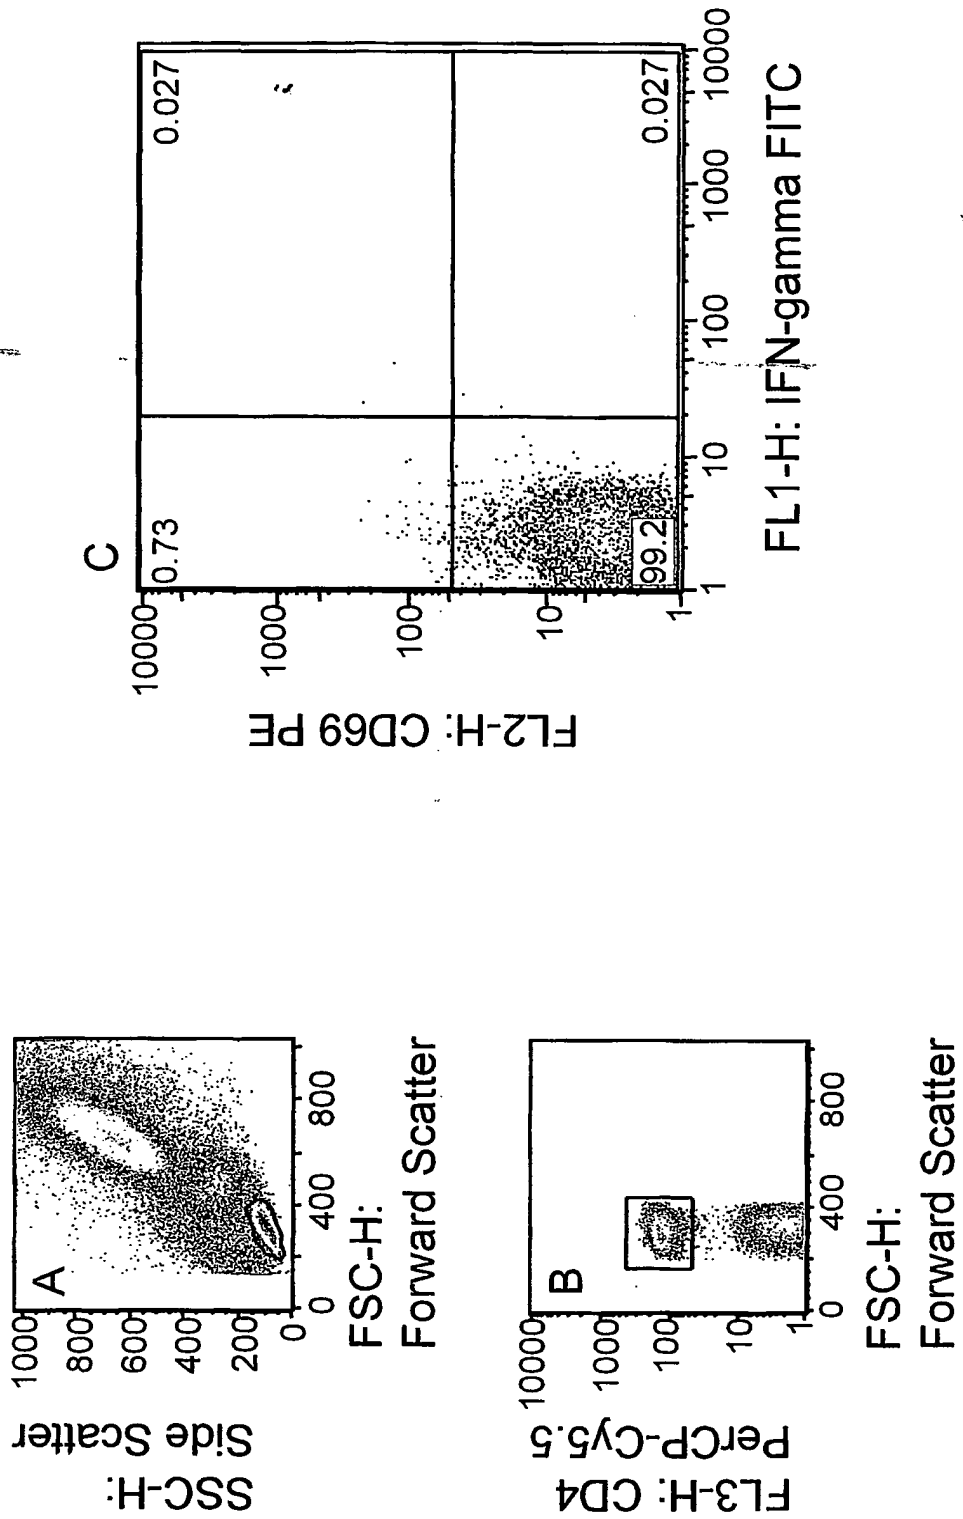 A
SSC-H:
Side Scatter
1000
800
600
400
200
0
0
400
800
FSC-H:
Forward Scatter
B
FL3-H: CD4
PerCP-Cy5.5
10000
1000
100
10
1
0
400
800
FSC-H:
Forward Scatter
C
FL2-H: CD69 PE
10000
1000
100
10
1
0.73
0.027
99.2
0.027
1
10
100
1000
10000
FL1-H: IFN-gamma FITC